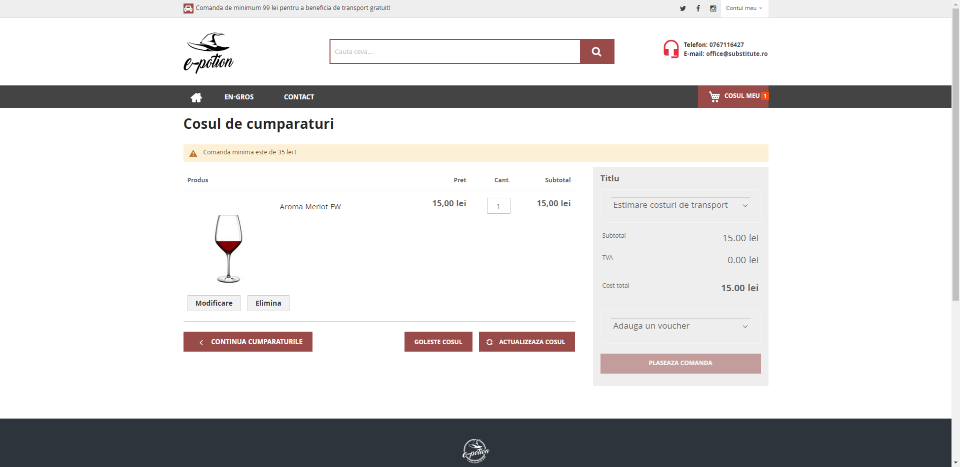 Comanda de minimum 99 lei pentru a beneficia de transport gratuit!
Contul meu
e-potion
Cauta ceva...
Telefon: 0767116427
E-mail: office@substitute.ro
EN-GROS
CONTACT
COSUL MEU 1
Cosul de cumparaturi
Comanda minima este de 35 lei !
Produs Pret Cant. Subtotal
Aroma Merlot FW 15,00 lei 1 15,00 lei
Modificare
Elimina
CONTINUA CUMPARATURILE
GOLESTE COSUL
ACTUALIZEAZA COSUL
Titlu
Estimare costuri de transport
Subtotal 15.00 lei
TVA 0.00 lei
Cost total 15.00 lei
Adauga un voucher
PLASEAZA COMANDA
e-potion